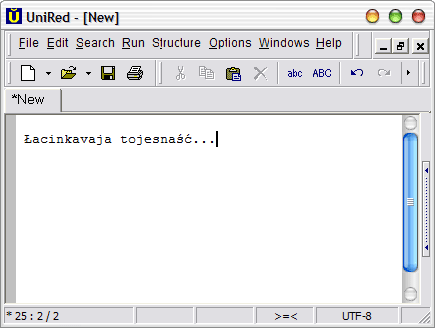 UniRed - [New]
File Edit Search Run Structure Options Windows Help
abc ABC
*New
Łacinkavaja tojesnaść...
* 25 : 2 / 2 >=< UTF-8